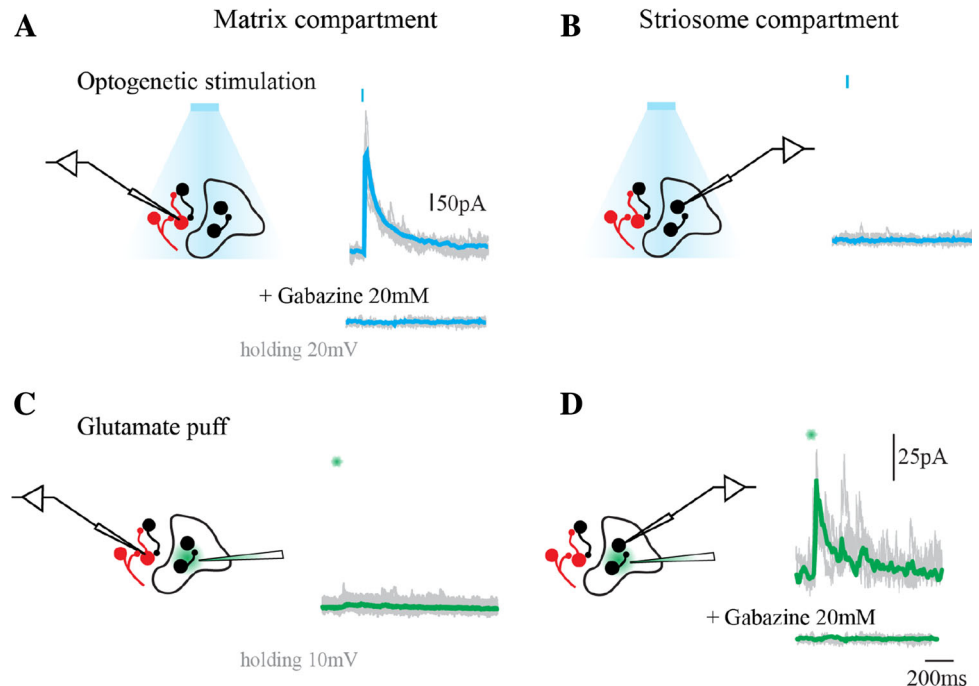 A
Matrix compartment
B
Striosome compartment
Optogenetic stimulation
50pA
+ Gabazine 20mM
holding 20mV
C
Glutamate puff
D
25pA
+ Gabazine 20mM
holding 10mV
200ms